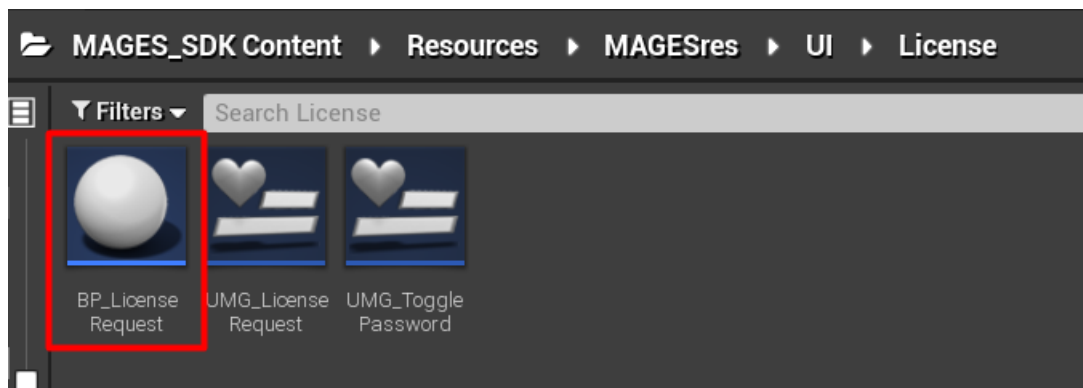 MAGES_SDK Content Resources MAGESres UI License
Filters Search License
BP_License UMG_License UMG_Toggle
Request Request Password